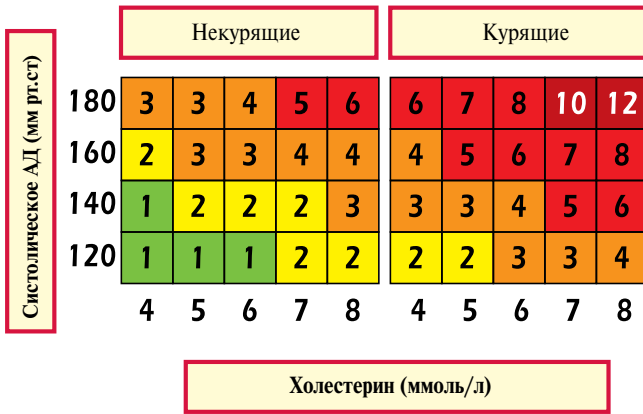 Некурящие Курящие
Систолическое АД (мм рт.ст)
180 3 3 4 5 6 6 7 8 10 12
160 2 3 3 4 4 4 5 6 7 8
140 1 2 2 2 3 3 3 4 5 6
120 1 1 1 2 2 2 2 3 3 4
4 5 6 7 8 4 5 6 7 8
Холестерин (ммоль/л)